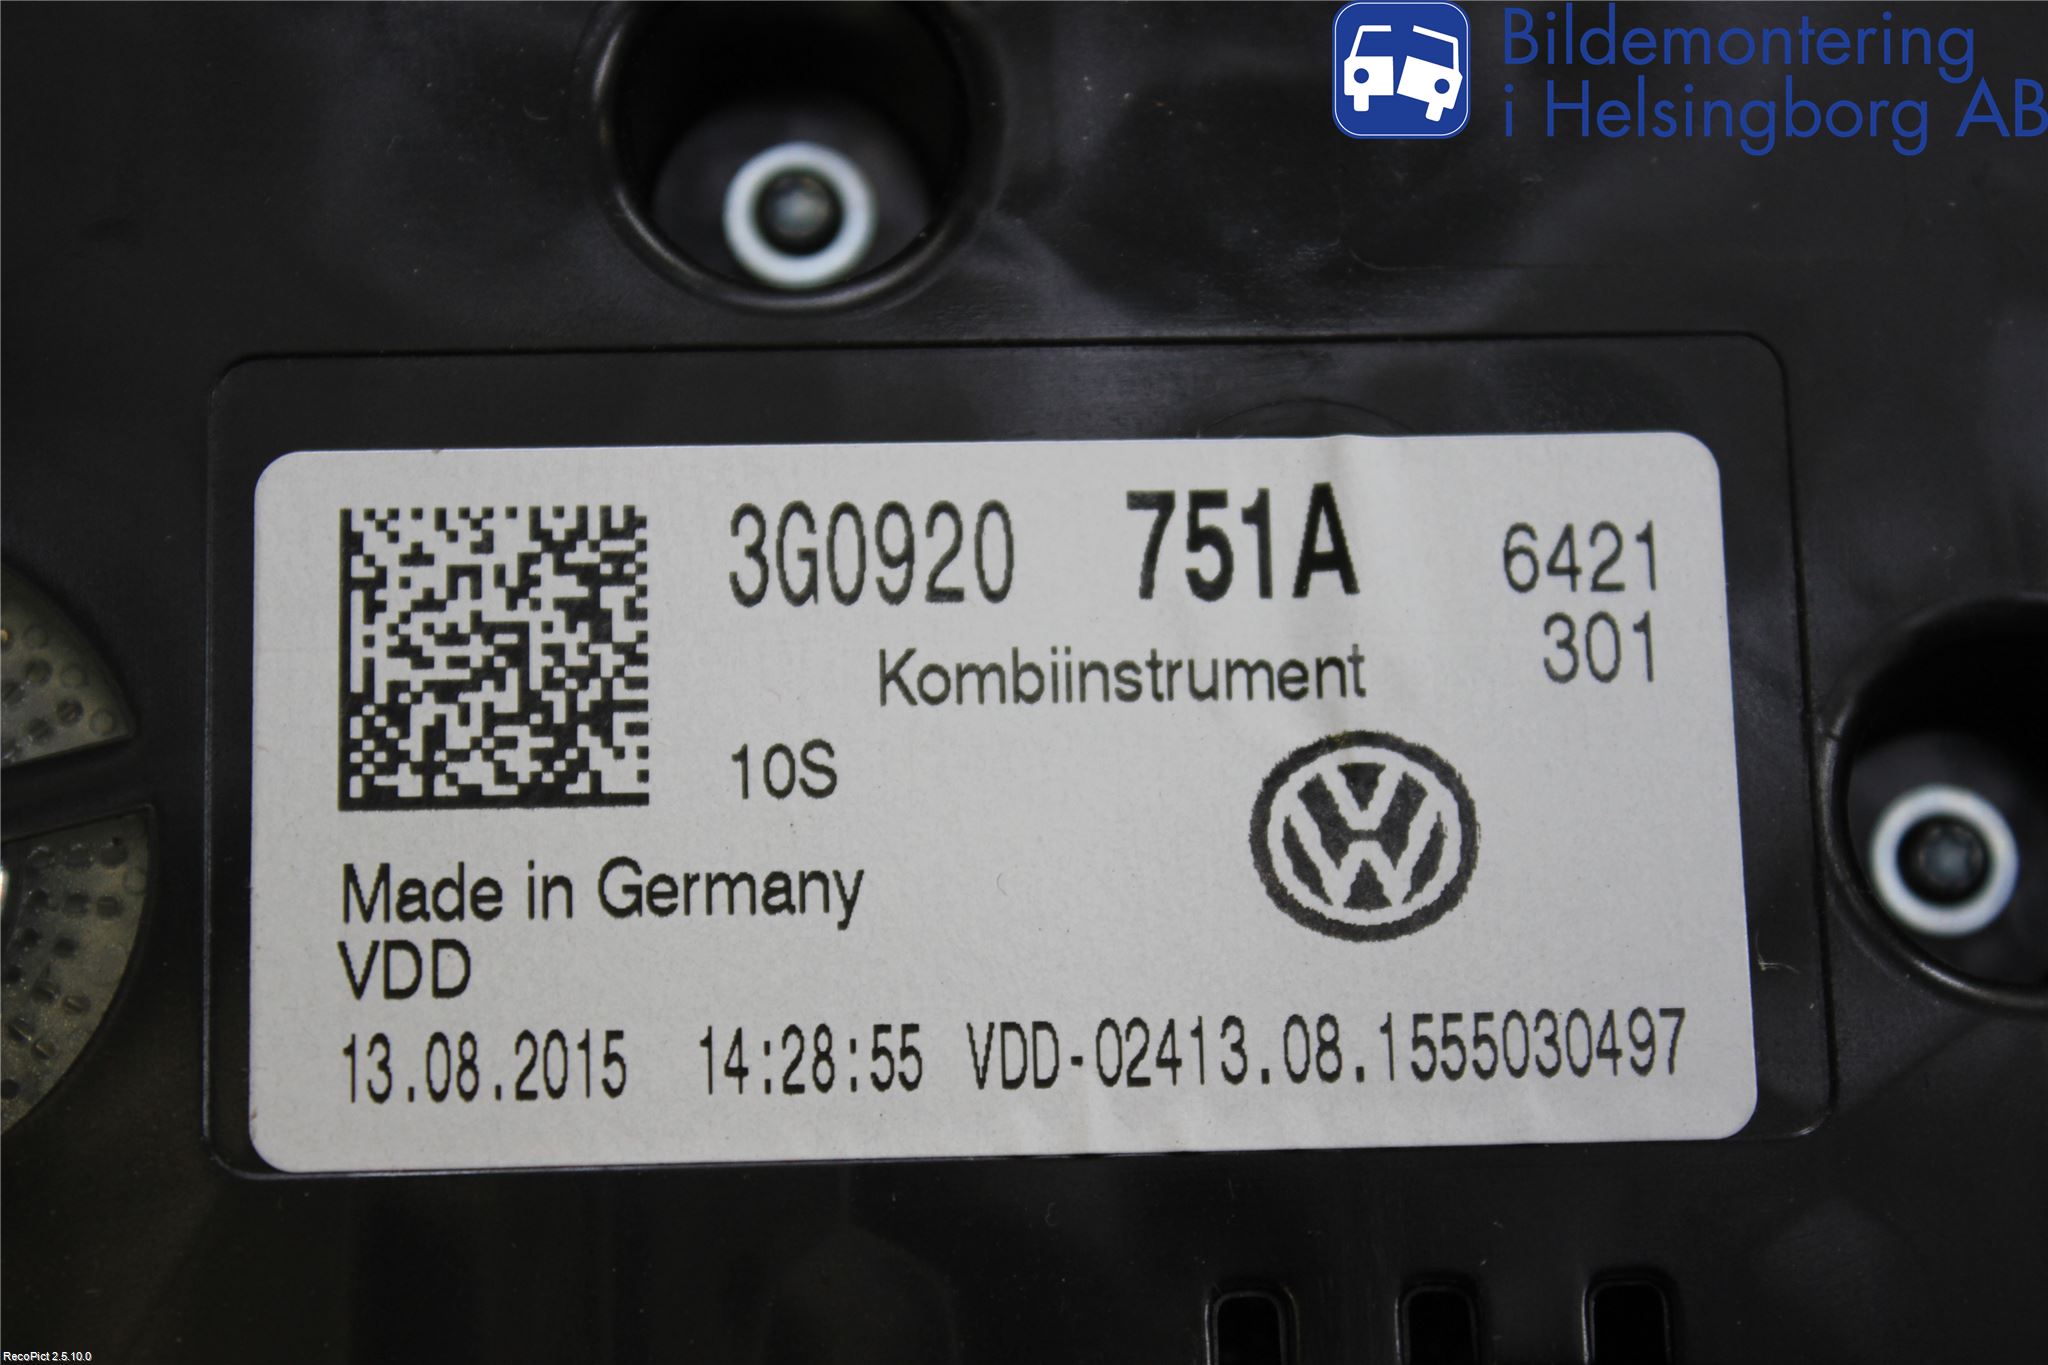 Bildemontering
i Helsingborg AB
3G0920 751A 6421
301
Kombiinstrument
10S
Made in Germany
VDD
13.08.2015 14:28:55 VDD-02413.08.1555030497
RecoPict 2.5.10.0